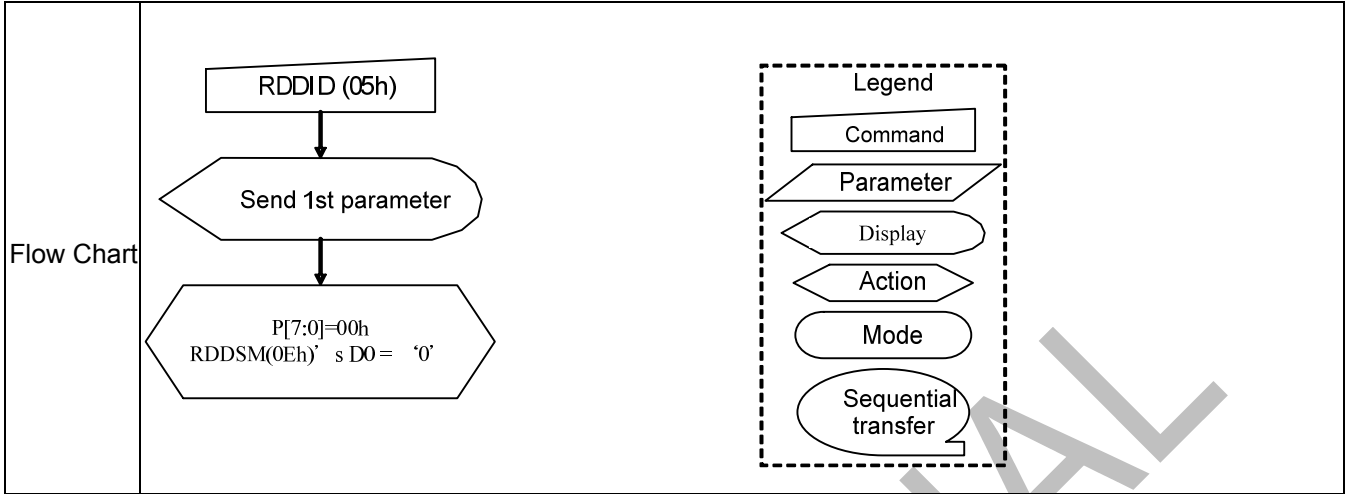 Flow Chart
RDDID (05h)
Send 1st parameter
P[7:0]=00h
RDDSM(0Eh)’ s D0 = ‘0’
Legend
Command
Parameter
Display
Action
Mode
Sequential
transfer